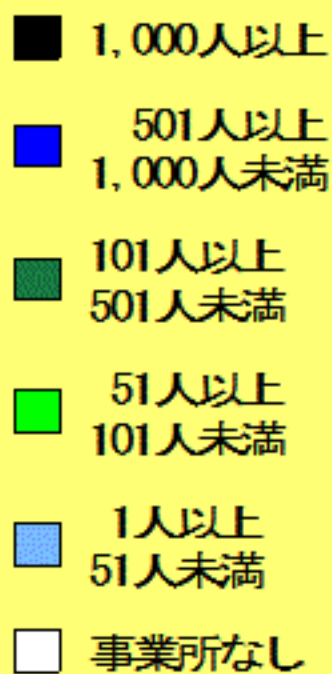 1,000人以上
501人以上
1,000人未満
101人以上
501人未満
51人以上
101人未満
1人以上
51人未満
事業所なし